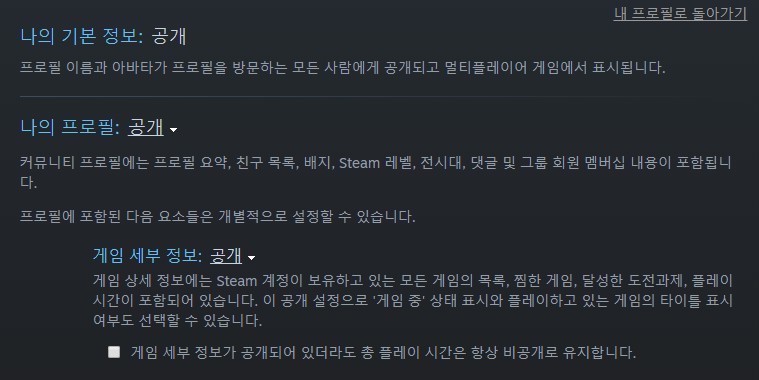 내 프로필로 돌아가기
나의 기본 정보: 공개
프로필 이름과 아바타가 프로필을 방문하는 모든 사람에게 공개되고 멀티플레이어 게임에서 표시됩니다.
나의 프로필: 공개
커뮤니티 프로필에는 프로필 요약, 친구 목록, 배지, Steam 레벨, 전시대, 댓글 및 그룹 회원 멤버십 내용이 포함됩니
다.
프로필에 포함된 다음 요소들은 개별적으로 설정할 수 있습니다.
게임 세부 정보: 공개
게임 상세 정보에는 Steam 계정이 보유하고 있는 모든 게임의 목록, 찜한 게임, 달성한 도전과제, 플레이
시간이 포함되어 있습니다. 이 공개 설정으로 '게임 중' 상태 표시와 플레이하고 있는 게임의 타이틀 표시
여부도 선택할 수 있습니다.
게임 세부 정보가 공개되어 있더라도 총 플레이 시간은 항상 비공개로 유지합니다.